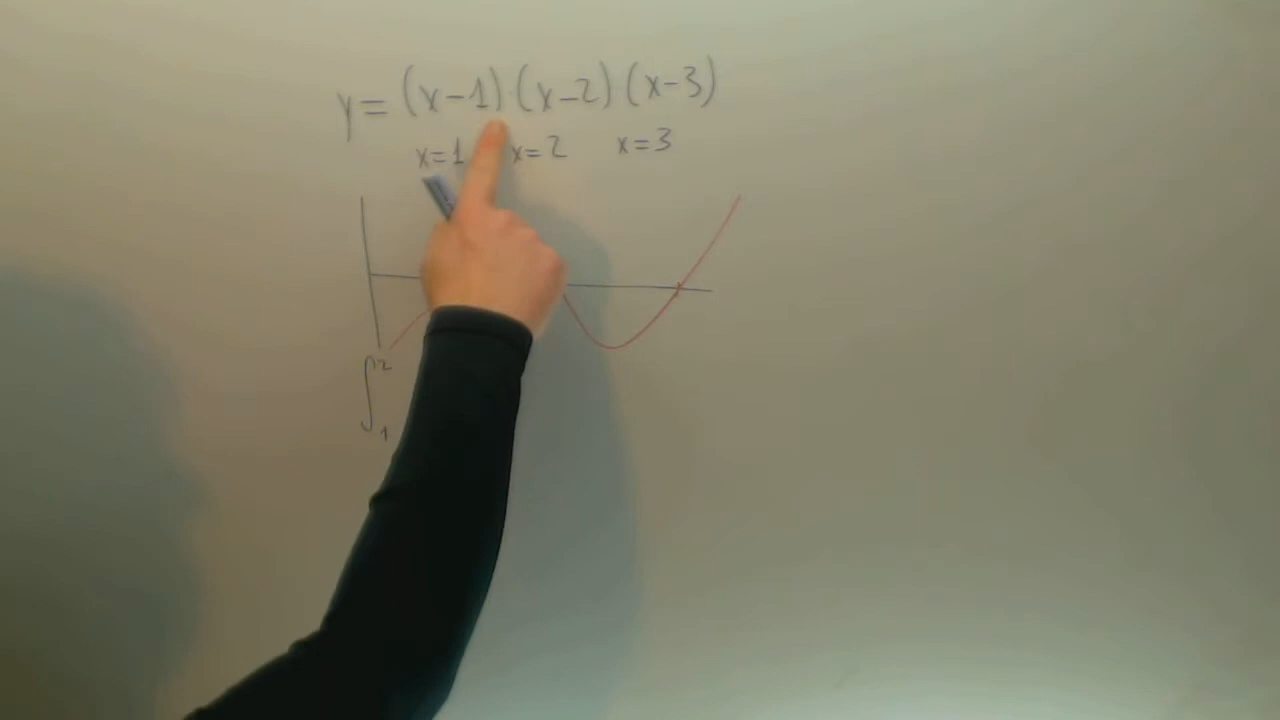 y = (x-1)(x-2)(x-3)
x=1 x=2 x=3
∫₁²